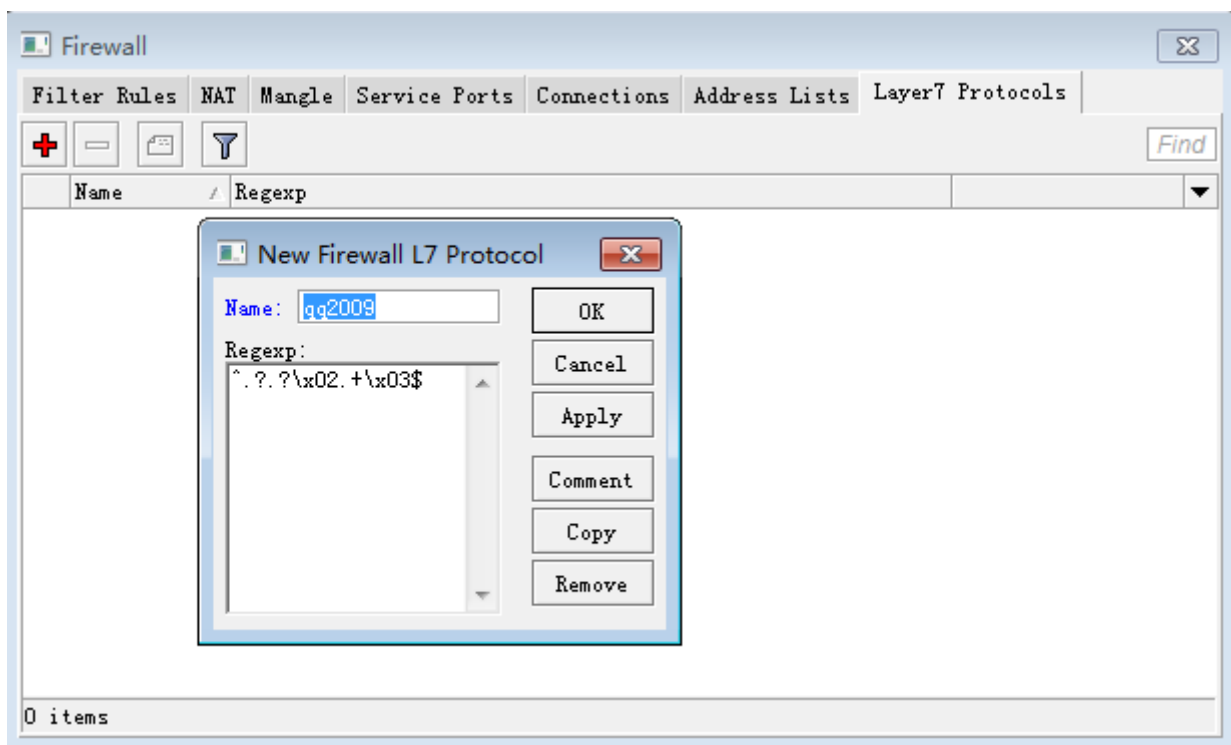 Firewall
Filter Rules NAT Mangle Service Ports Connections Address Lists Layer7 Protocols
Find
Name Regexp
New Firewall L7 Protocol
Name: qq2009 OK
Regexp: Cancel
^.?.?\x02.+\x03$
Apply
Comment
Copy
Remove
0 items